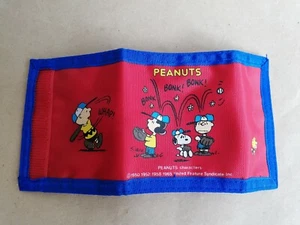 PEANUTS
BONK! BONK!
BONK
PEANUTS characters
©1950 1952 1958 1965 United Feature Syndicate, Inc.